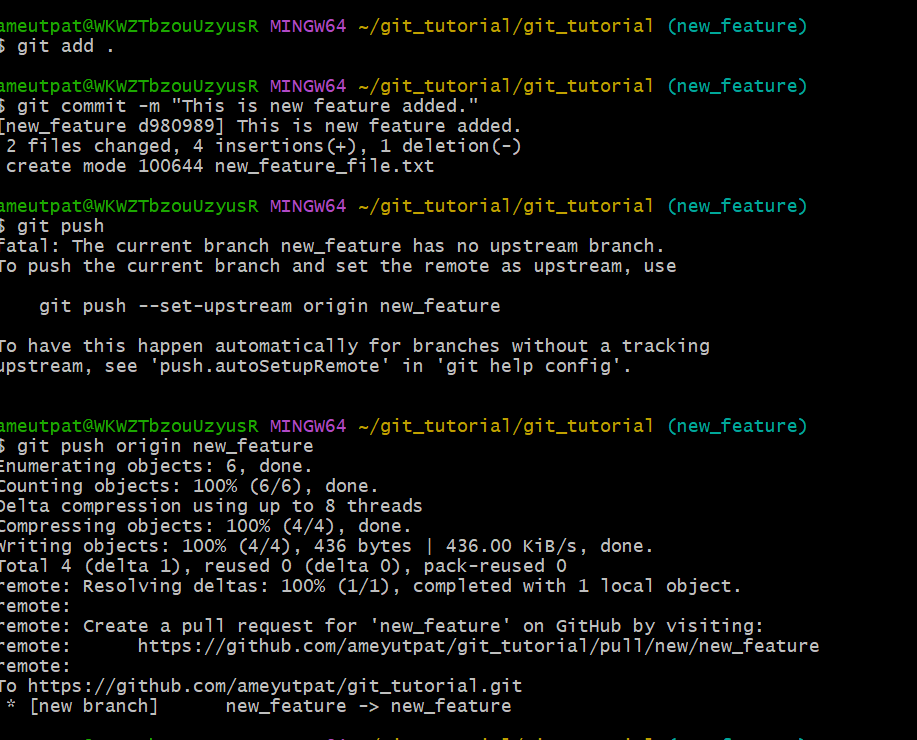 ameutpat@WKWZTbzouUzyusR MINGW64 ~/git_tutorial/git_tutorial (new_feature)
$ git add .
ameutpat@WKWZTbzouUzyusR MINGW64 ~/git_tutorial/git_tutorial (new_feature)
$ git commit -m "This is new feature added."
[new_feature d980989] This is new feature added.
2 files changed, 4 insertions(+), 1 deletion(-)
create mode 100644 new_feature_file.txt
ameutpat@WKWZTbzouUzyusR MINGW64 ~/git_tutorial/git_tutorial (new_feature)
$ git push
fatal: The current branch new_feature has no upstream branch.
To push the current branch and set the remote as upstream, use
git push --set-upstream origin new_feature
To have this happen automatically for branches without a tracking
upstream, see 'push.autoSetupRemote' in 'git help config'.
ameutpat@WKWZTbzouUzyusR MINGW64 ~/git_tutorial/git_tutorial (new_feature)
$ git push origin new_feature
Enumerating objects: 6, done.
Counting objects: 100% (6/6), done.
Delta compression using up to 8 threads
Compressing objects: 100% (4/4), done.
Writing objects: 100% (4/4), 436 bytes | 436.00 KiB/s, done.
Total 4 (delta 1), reused 0 (delta 0), pack-reused 0
remote: Resolving deltas: 100% (1/1), completed with 1 local object.
remote:
remote: Create a pull request for 'new_feature' on GitHub by visiting:
remote:      https://github.com/ameyutpat/git_tutorial/pull/new/new_feature
remote:
To https://github.com/ameyutpat/git_tutorial.git
* [new branch]      new_feature -> new_feature